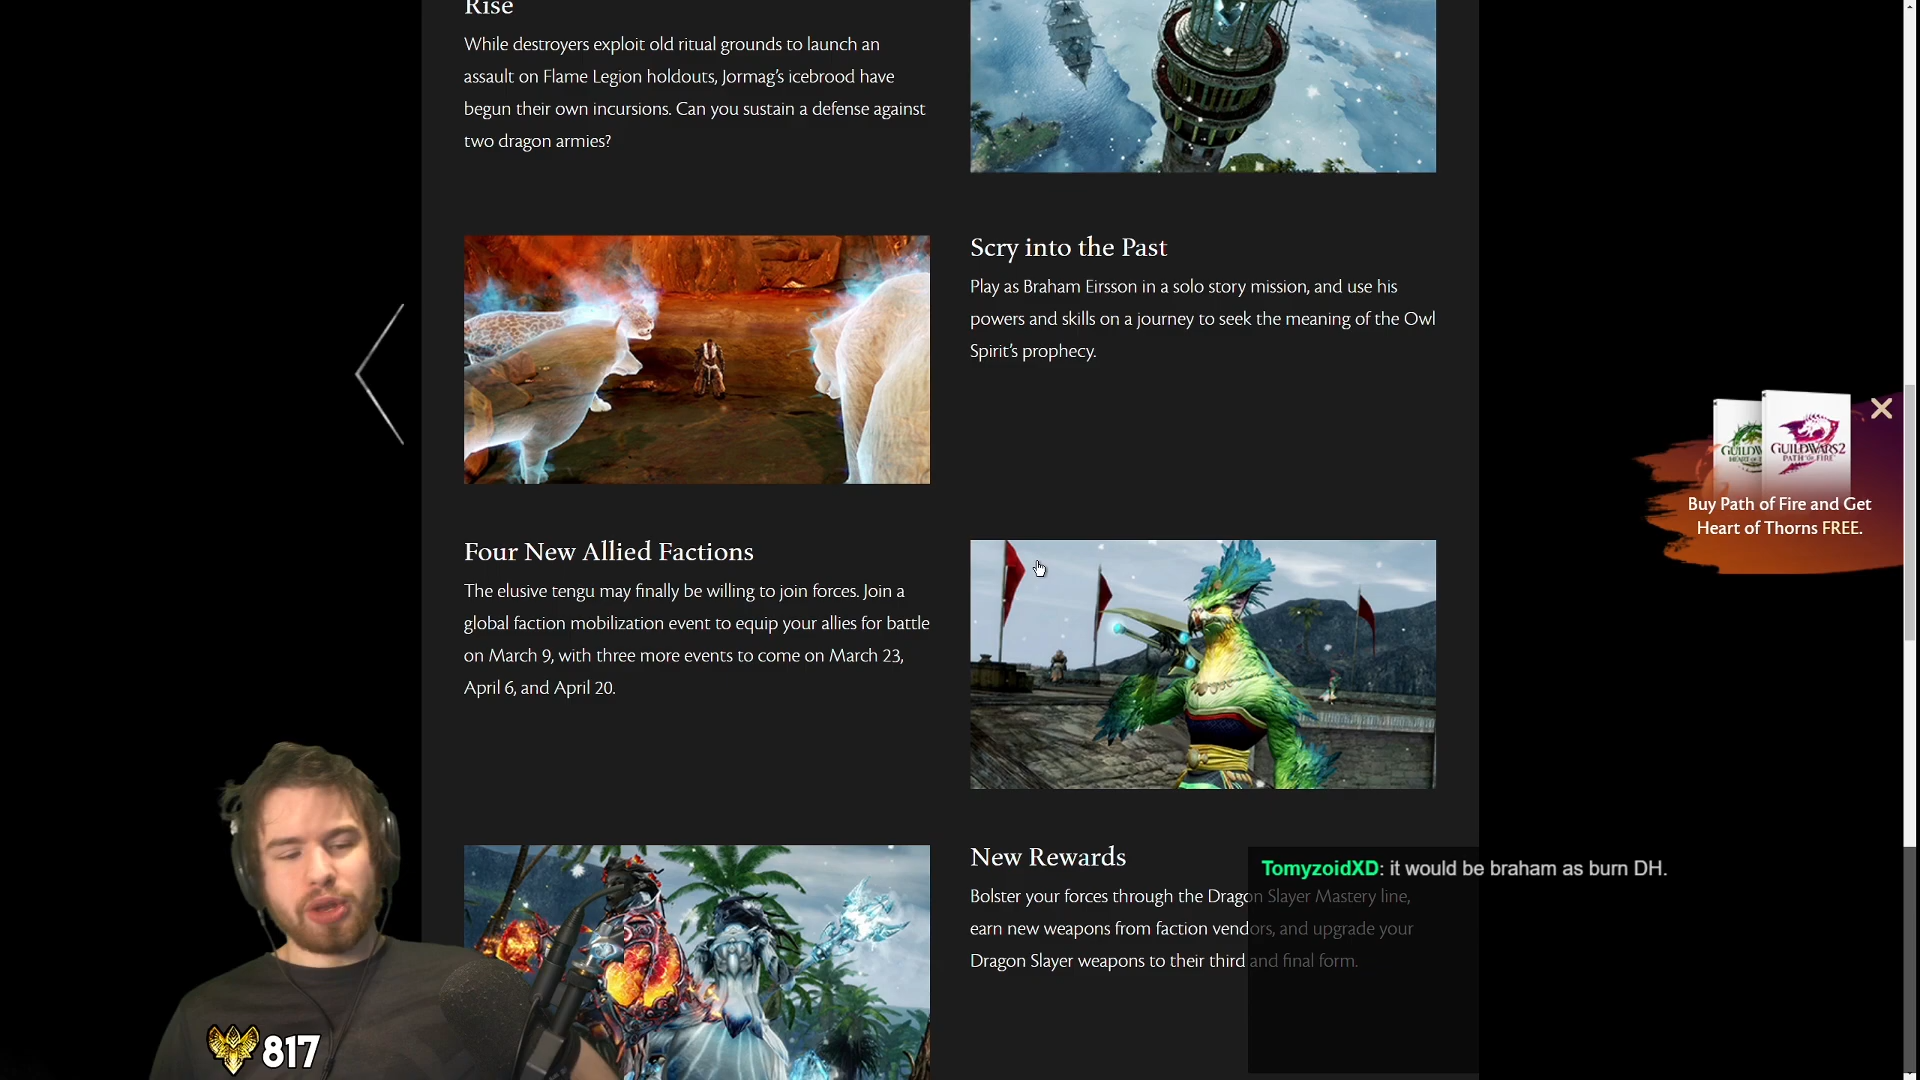 Rise
While destroyers exploit old ritual grounds to launch an
assault on Flame Legion holdouts, Jormag's icebrood have
begun their own incursions. Can you sustain a defense against
two dragon armies?
Scry into the Past
Play as Braham Eirsson in a solo story mission, and use his
powers and skills on a journey to seek the meaning of the Owl
Spirit's prophecy.
GUILDWARS2
PATH OF FIRE
Buy Path of Fire and Get
Heart of Thorns FREE.
Four New Allied Factions
The elusive tengu may finally be willing to join forces. Join a
global faction mobilization event to equip your allies for battle
on March 9, with three more events to come on March 23,
April 6, and April 20.
New Rewards
Bolster your forces through the Dragon Slayer Mastery line,
earn new weapons from faction vendors, and upgrade your
Dragon Slayer weapons to their third and final form.
TomyzoidXD: it would be braham as burn DH.
817